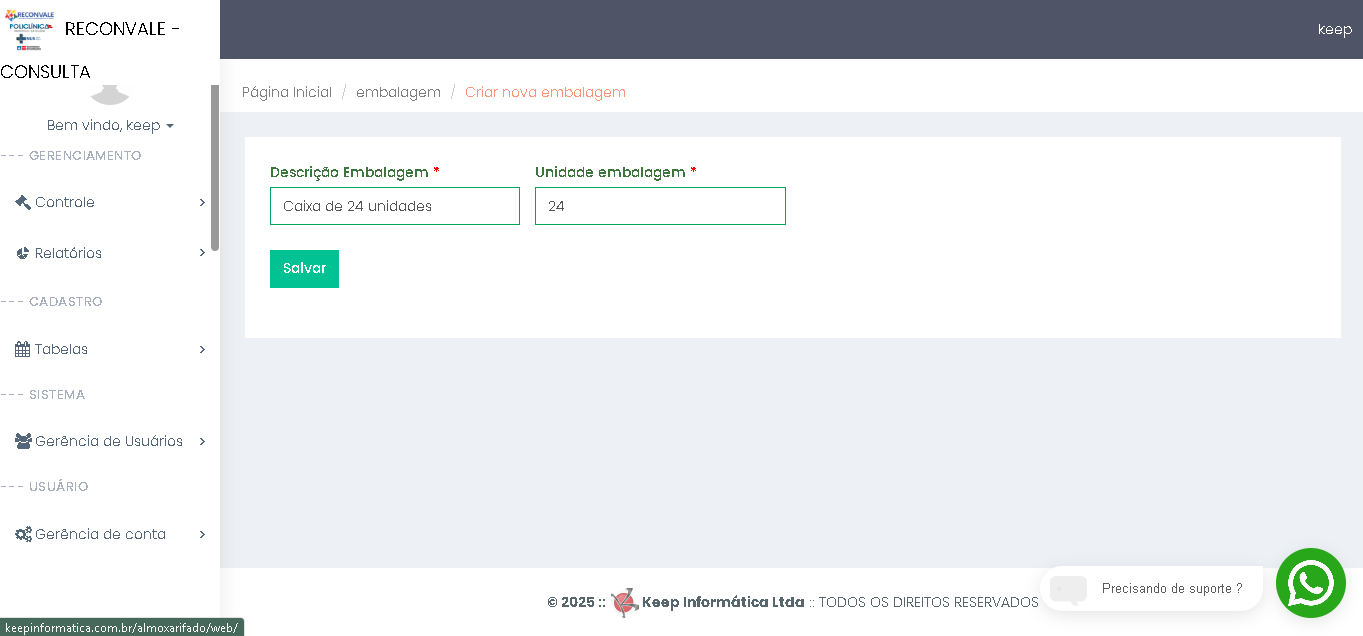 RECONVALE
POLICLÍNICA
RECONVALE -
CONSULTA
keep
Página Inicial / embalagem / Criar nova embalagem
Bem vindo, keep
--- GERENCIAMENTO
Controle
Relatórios
--- CADASTRO
Tabelas
--- SISTEMA
Gerência de Usuários
--- USUÁRIO
Gerência de conta
Descrição Embalagem * Unidade embalagem *
Caixa de 24 unidades 24
Salvar
Precisando de suporte ?
© 2025 :: Keep Informática Ltda :: TODOS OS DIREITOS RESERVADOS
keepinformatica.com.br/almoxarifado/web/